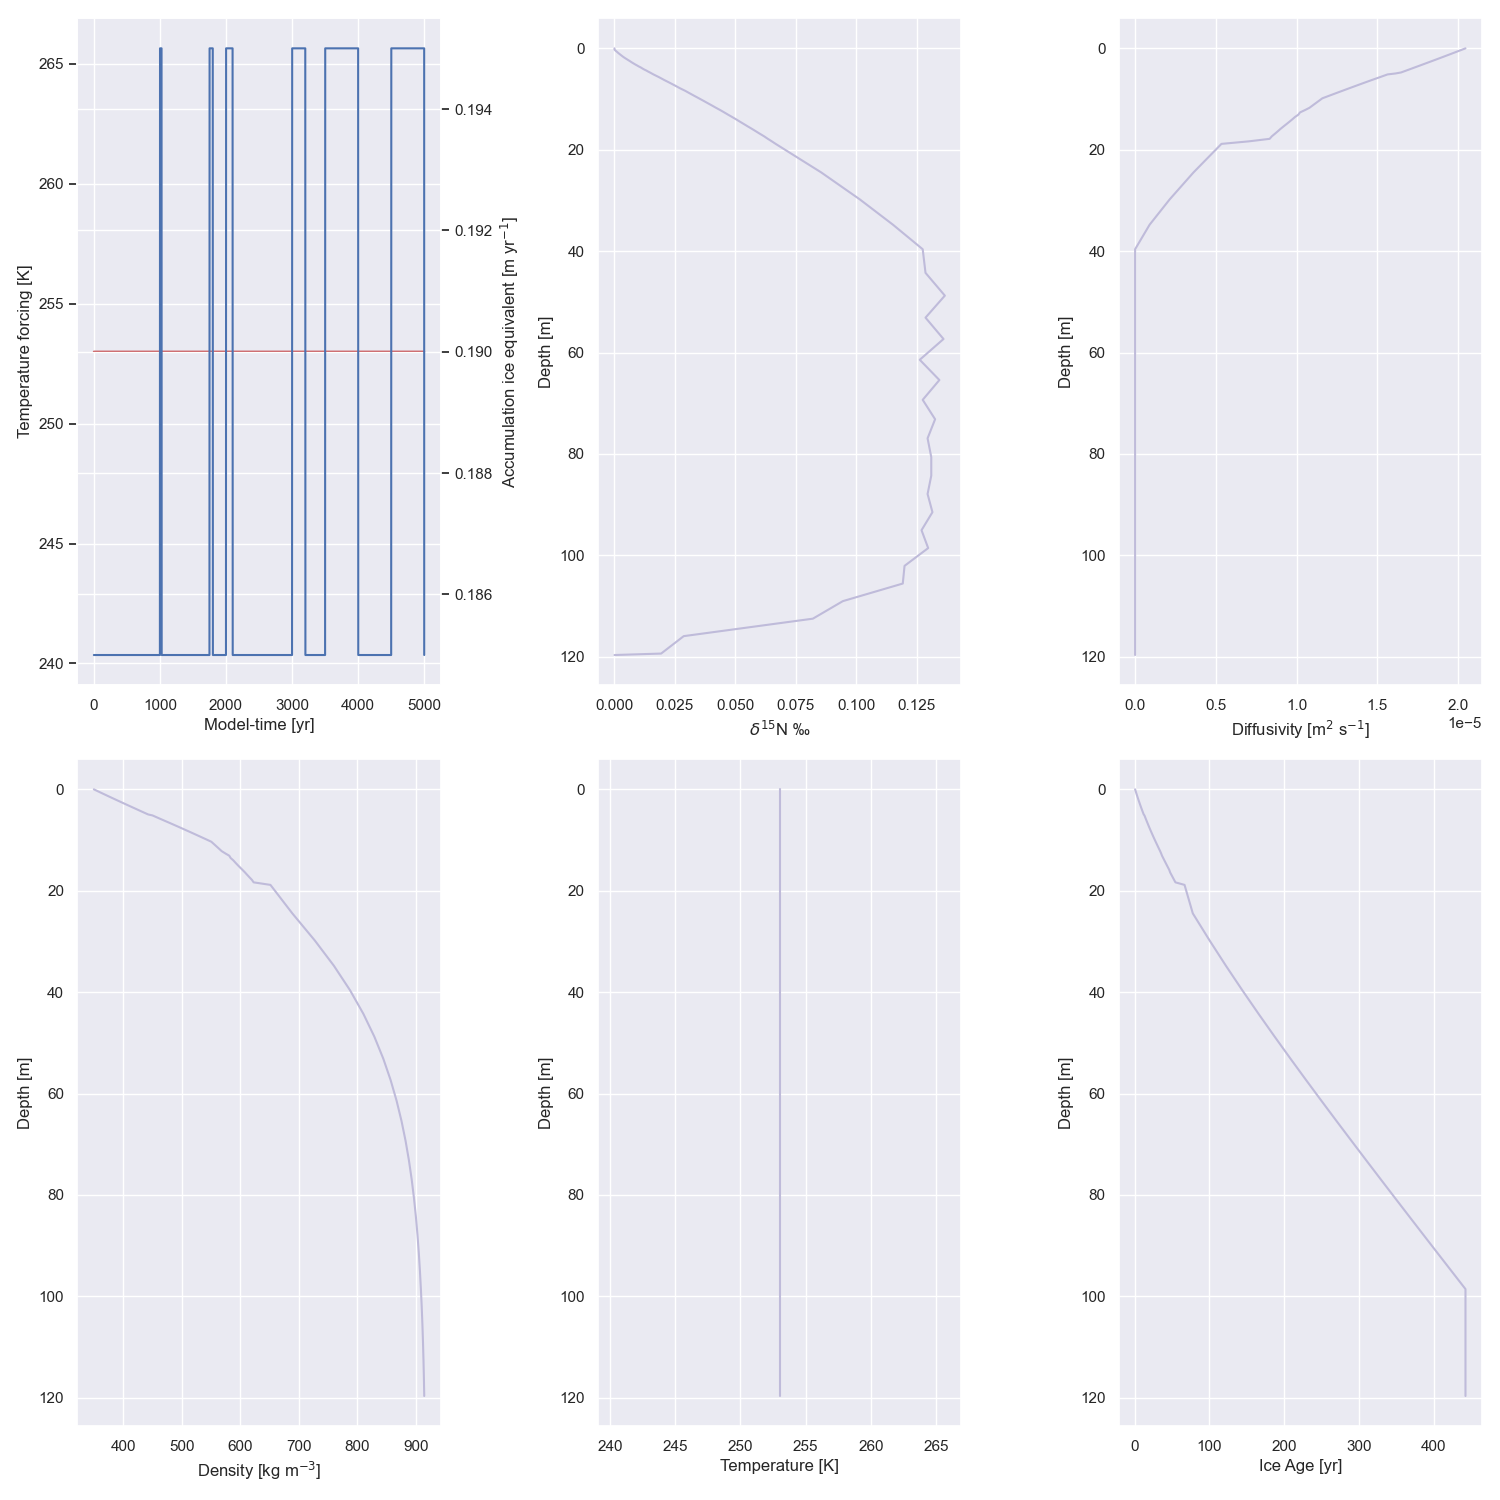 265
260
255
250
245
240
Temperature forcing [K]
0.194
0.192
0.190
0.188
0.186
Accumulation ice equivalent [m yr⁻¹]
0 1000 2000 3000 4000 5000
Model-time [yr]
0
20
40
60
80
100
120
Depth [m]
0.000 0.025 0.050 0.075 0.100 0.125
δ¹⁵N ‰
0
20
40
60
80
100
120
Depth [m]
0.0 0.5 1.0 1.5 2.0
1e−5
Diffusivity [m² s⁻¹]
0
20
40
60
80
100
120
Depth [m]
400 500 600 700 800 900
Density [kg m⁻³]
0
20
40
60
80
100
120
Depth [m]
240 245 250 255 260 265
Temperature [K]
0
20
40
60
80
100
120
Depth [m]
0 100 200 300 400
Ice Age [yr]